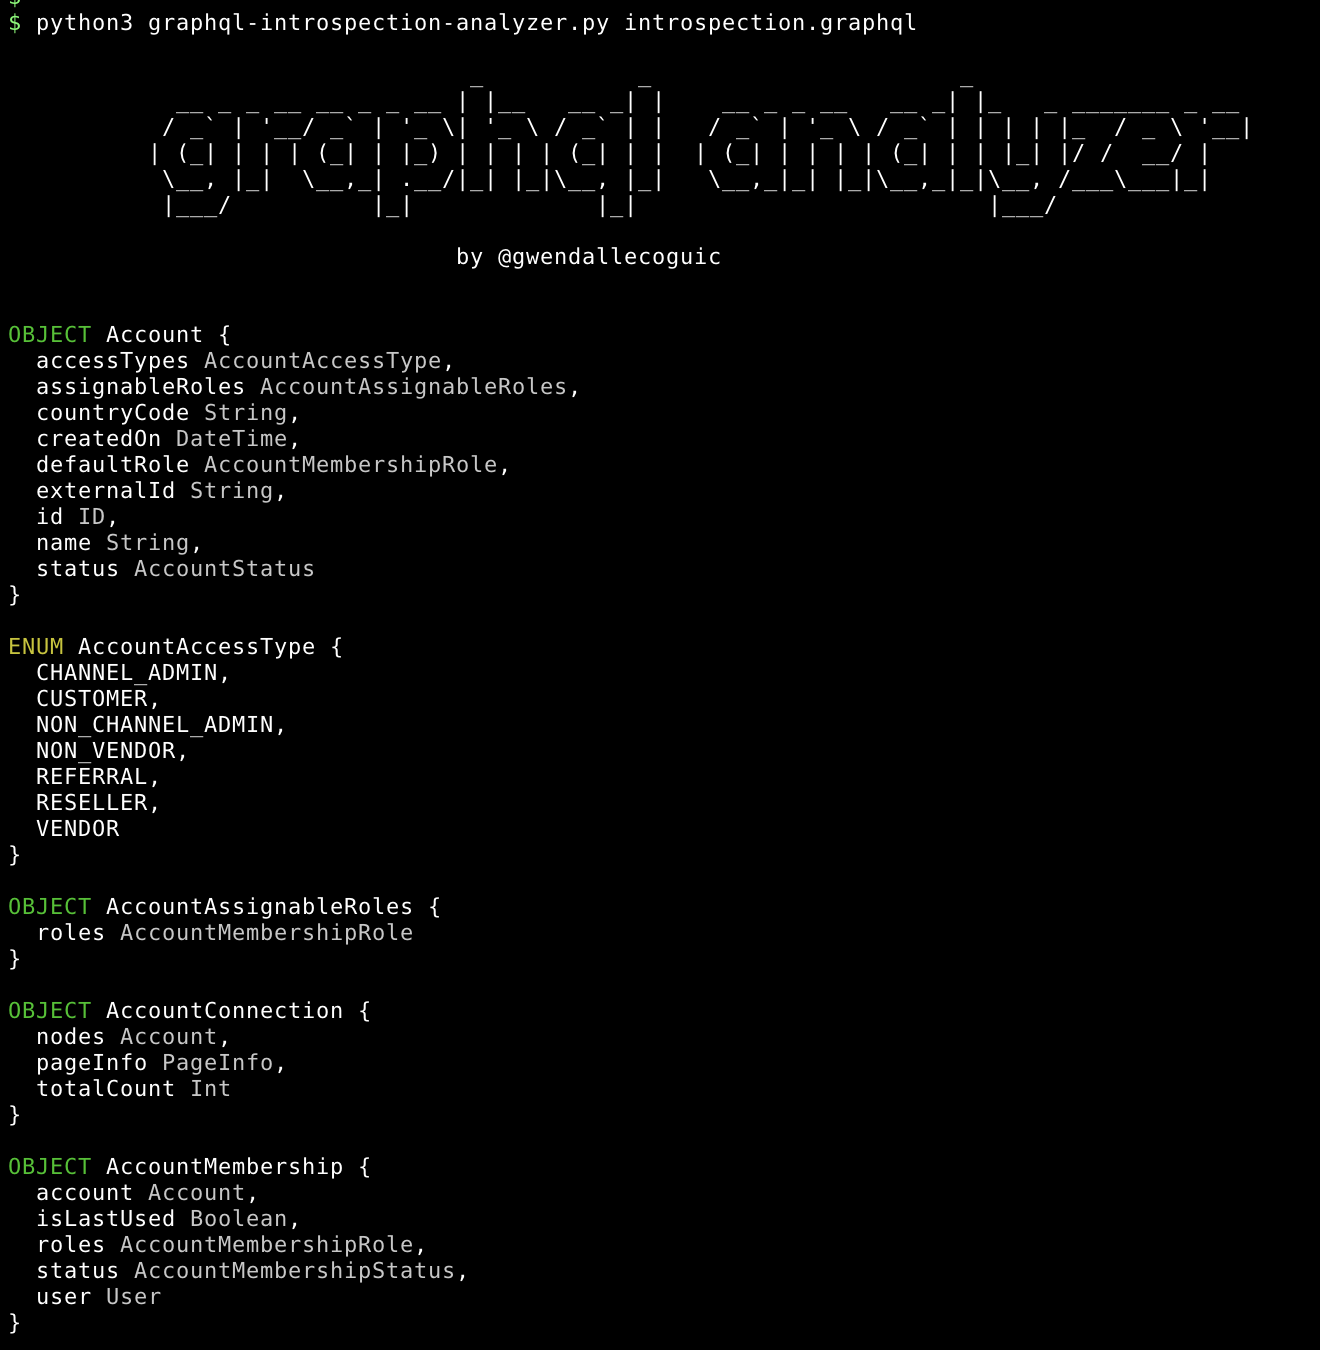 $
$ python3 graphql-introspection-analyzer.py introspection.graphql
graphql analyzer
by @gwendallecoguic
OBJECT Account {
  accessTypes AccountAccessType,
  assignableRoles AccountAssignableRoles,
  countryCode String,
  createdOn DateTime,
  defaultRole AccountMembershipRole,
  externalId String,
  id ID,
  name String,
  status AccountStatus
}
ENUM AccountAccessType {
  CHANNEL_ADMIN,
  CUSTOMER,
  NON_CHANNEL_ADMIN,
  NON_VENDOR,
  REFERRAL,
  RESELLER,
  VENDOR
}
OBJECT AccountAssignableRoles {
  roles AccountMembershipRole
}
OBJECT AccountConnection {
  nodes Account,
  pageInfo PageInfo,
  totalCount Int
}
OBJECT AccountMembership {
  account Account,
  isLastUsed Boolean,
  roles AccountMembershipRole,
  status AccountMembershipStatus,
  user User
}